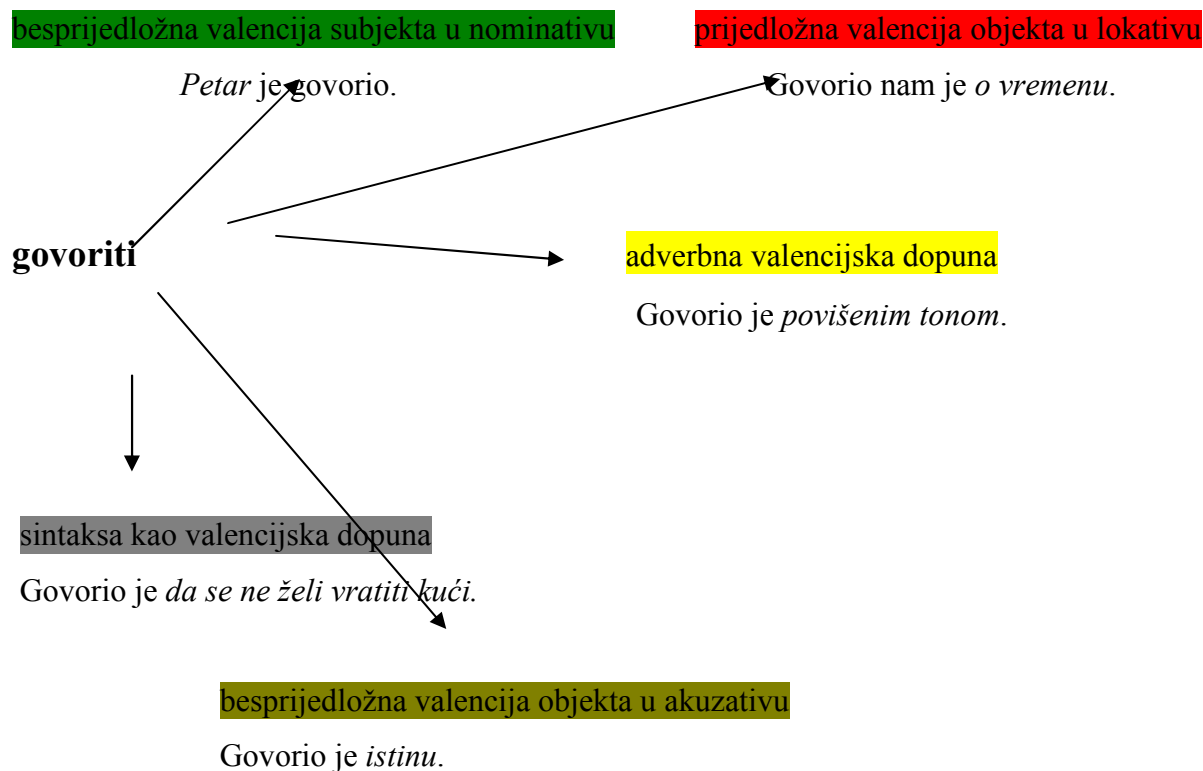 besprijedložna valencija subjekta u nominativu
prijedložna valencija objekta u lokativu
Petar je govorio.
Govorio nam je o vremenu.
govoriti
adverbna valencijska dopuna
Govorio je povišenim tonom.
sintaksa kao valencijska dopuna
Govorio je da se ne želi vratiti kući.
besprijedložna valencija objekta u akuzativu
Govorio je istinu.